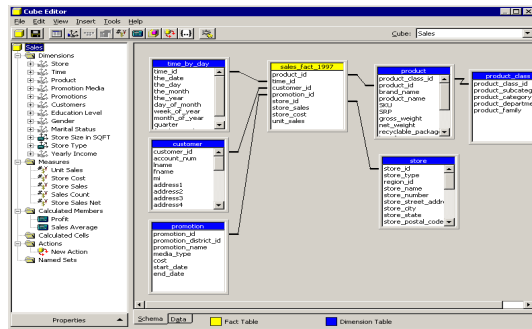 Cube Editor
File Edit View Insert Tools Help
Cube: Sales
Sales
Dimensions
Store
Time
Product
Promotion Media
Promotions
Customers
Education Level
Gender
Marital Status
Store Size in SQFT
Store Type
Yearly Income
Measures
Unit Sales
Store Cost
Store Sales
Sales Count
Store Sales Net
Calculated Members
Profit
Sales Average
Calculated Cells
Actions
New Action
Named Sets
Properties
time_by_day
time_id
the_date
the_day
the_month
the_year
day_of_month
week_of_year
month_of_year
quarter
customer
customer_id
account_num
lname
fname
mi
address1
address2
address3
address4
promotion
promotion_id
promotion_district_id
promotion_name
media_type
cost
start_date
end_date
sales_fact_1997
product_id
time_id
customer_id
promotion_id
store_id
store_sales
store_cost
unit_sales
product
product_class_id
product_id
brand_name
product_name
SKU
SRP
gross_weight
net_weight
recyclable_packag
store
store_id
store_type
region_id
store_name
store_number
store_street_addre
store_city
store_state
store_postal_code
product_class
product_class_id
product_subcateg
product_category
product_departme
product_family
Schema Data
Fact Table
Dimension Table